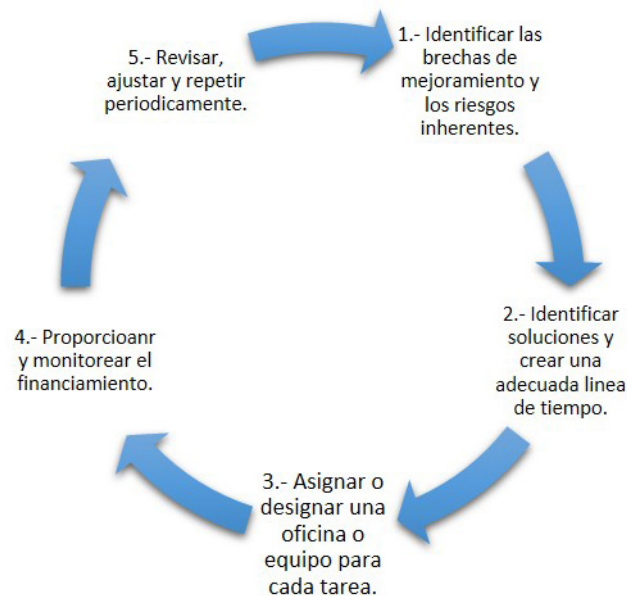 1.- Identificar las
brechas de
mejoramiento y
los riesgos
inherentes.
2.- Identificar
soluciones y
crear una
adecuada linea
de tiempo.
3.- Asignar o
designar una
oficina o
equipo para
cada tarea.
4.- Proporcioanr
y monitorear el
financiamiento.
5.- Revisar,
ajustar y repetir
periodicamente.